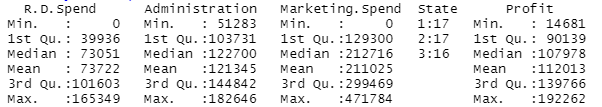 R.D.Spend Administration Marketing.Spend State Profit
Min. : 0 Min. : 51283 Min. : 0 1:17 Min. : 14681
1st Qu.: 39936 1st Qu.:103731 1st Qu.:129300 2:17 1st Qu.: 90139
Median : 73051 Median :122700 Median :212716 3:16 Median :107978
Mean : 73722 Mean :121345 Mean :211025 Mean :112013
3rd Qu.:101603 3rd Qu.:144842 3rd Qu.:299469 3rd Qu.:139766
Max. :165349 Max. :182646 Max. :471784 Max. :192262